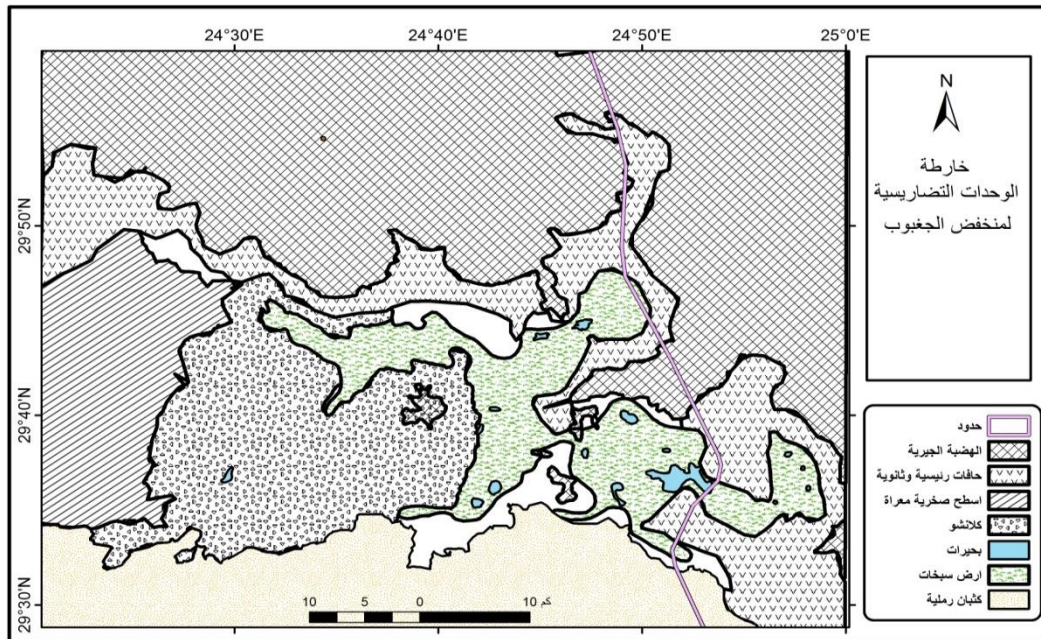 24°30'E 24°40'E 24°50'E 25°0'E
N
خارطة
الوحدات التضاريسية
لمنخفض الجغبوب
29°50'N
29°40'N
29°30'N
حدود
الهضبة الجيرية
حافات رئيسية وثانوية
اسطح صخرية معراة
كلانشو
بحيرات
ارض سبخات
كثبان رملية
10 5 0 10 كم